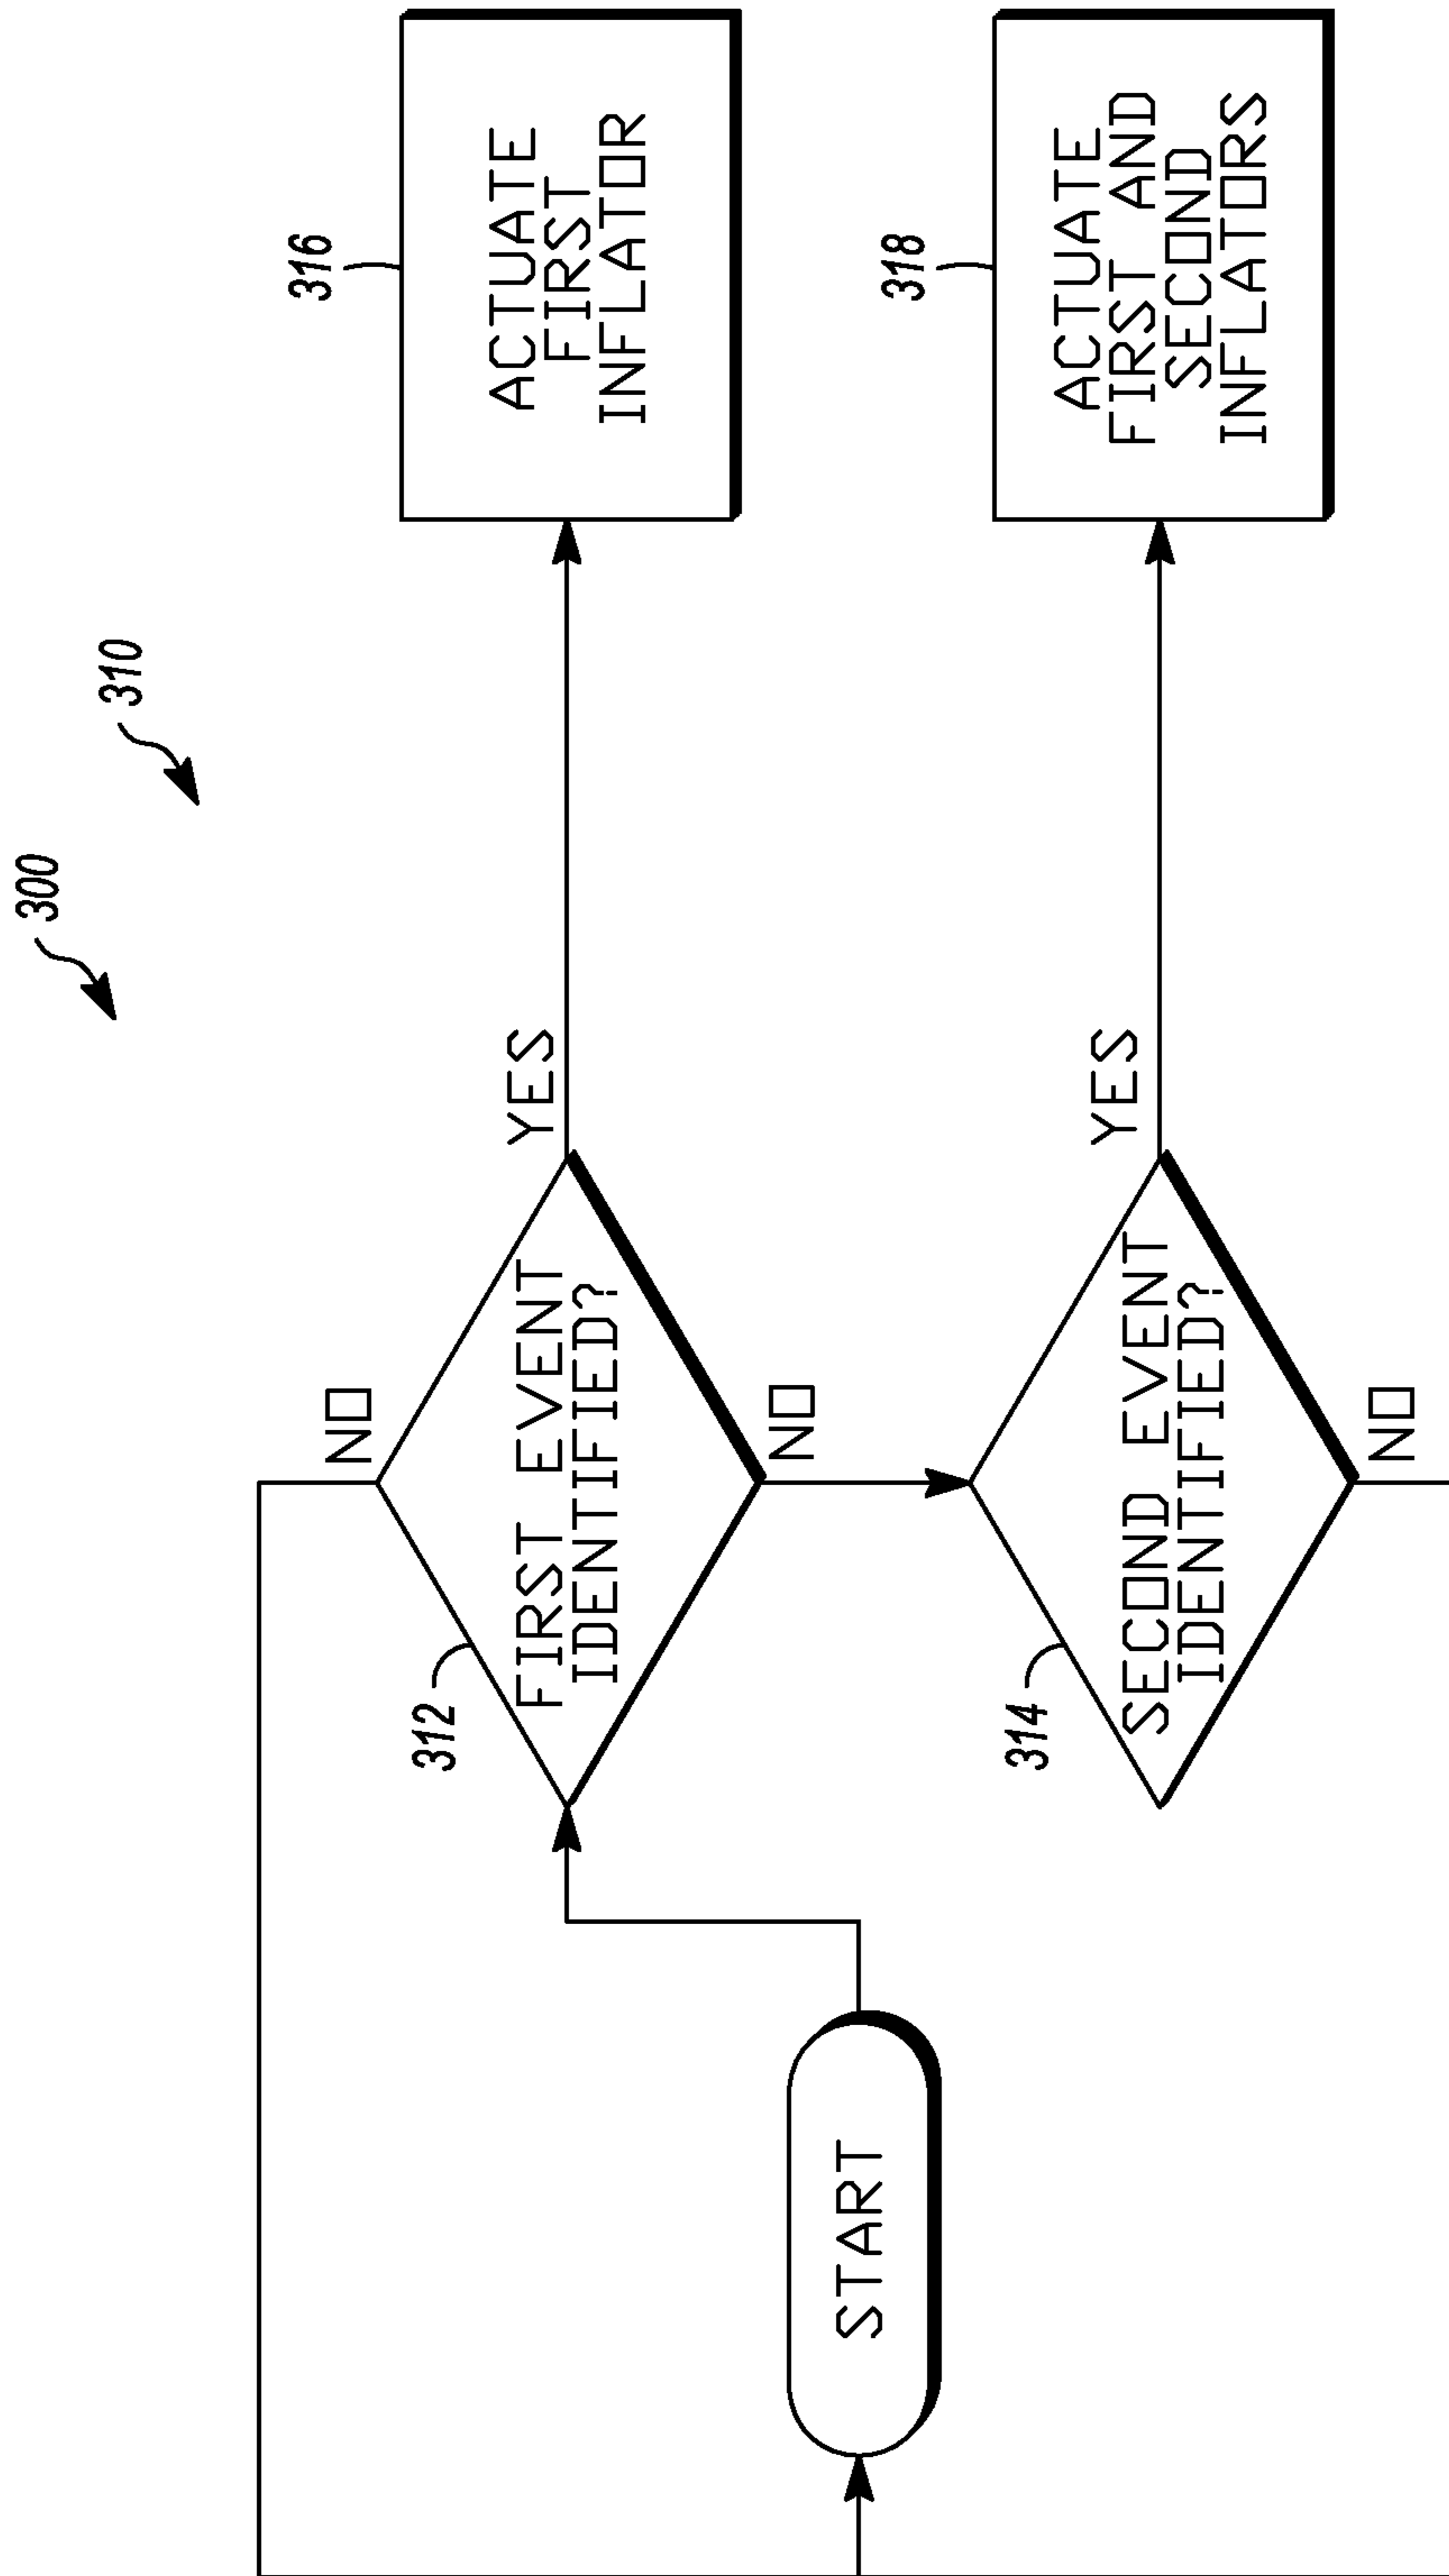 300
310
NO
312
FIRST EVENT
IDENTIFIED?
YES
316
ACTUATE
FIRST
INFLATOR
START
NO
314
SECOND EVENT
IDENTIFIED?
YES
318
ACTUATE
FIRST AND
SECOND
INFLATORS
NO